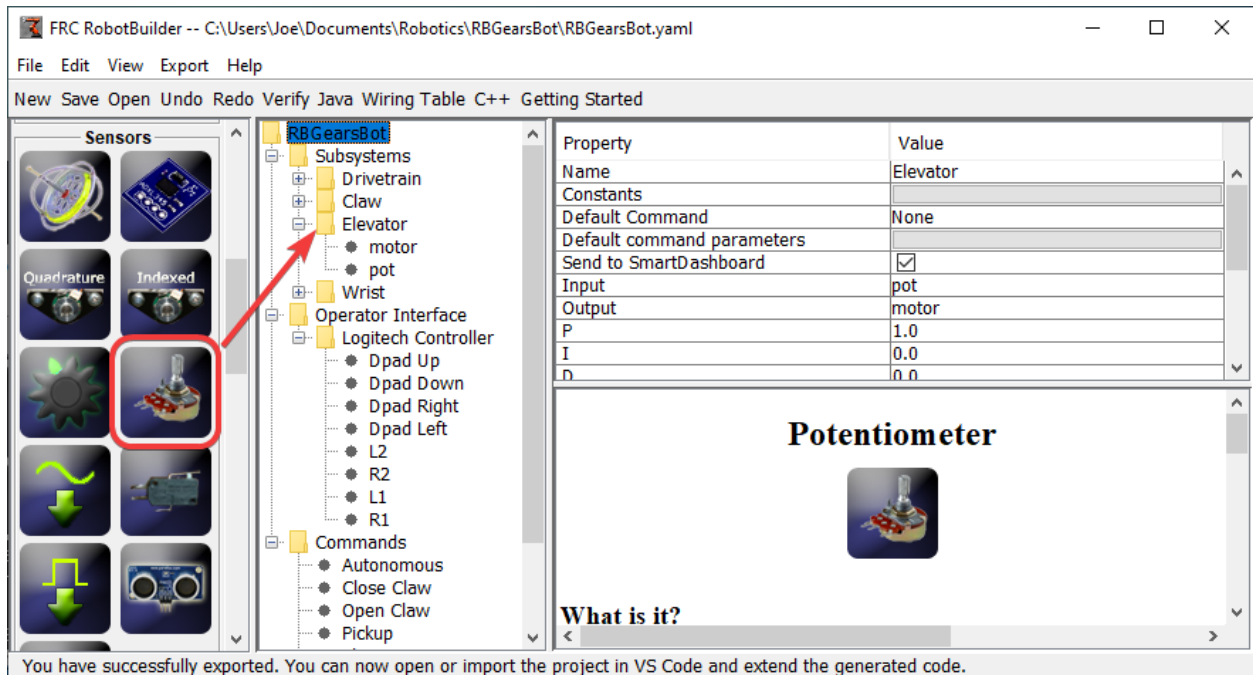 FRC RobotBuilder -- C:\Users\Joe\Documents\Robotics\RBGearsBot\RBGearsBot.yaml
File Edit View Export Help
New Save Open Undo Redo Verify Java Wiring Table C++ Getting Started
Sensors
Quadrature
Indexed
RBGearsBot
Subsystems
Drivetrain
Claw
Elevator
motor
pot
Wrist
Operator Interface
Logitech Controller
Dpad Up
Dpad Down
Dpad Right
Dpad Left
L2
R2
L1
R1
Commands
Autonomous
Close Claw
Open Claw
Pickup
Property Value
Name Elevator
Constants
Default Command None
Default command parameters
Send to SmartDashboard
Input pot
Output motor
P 1.0
I 0.0
D 0.0
Potentiometer
What is it?
You have successfully exported. You can now open or import the project in VS Code and extend the generated code.